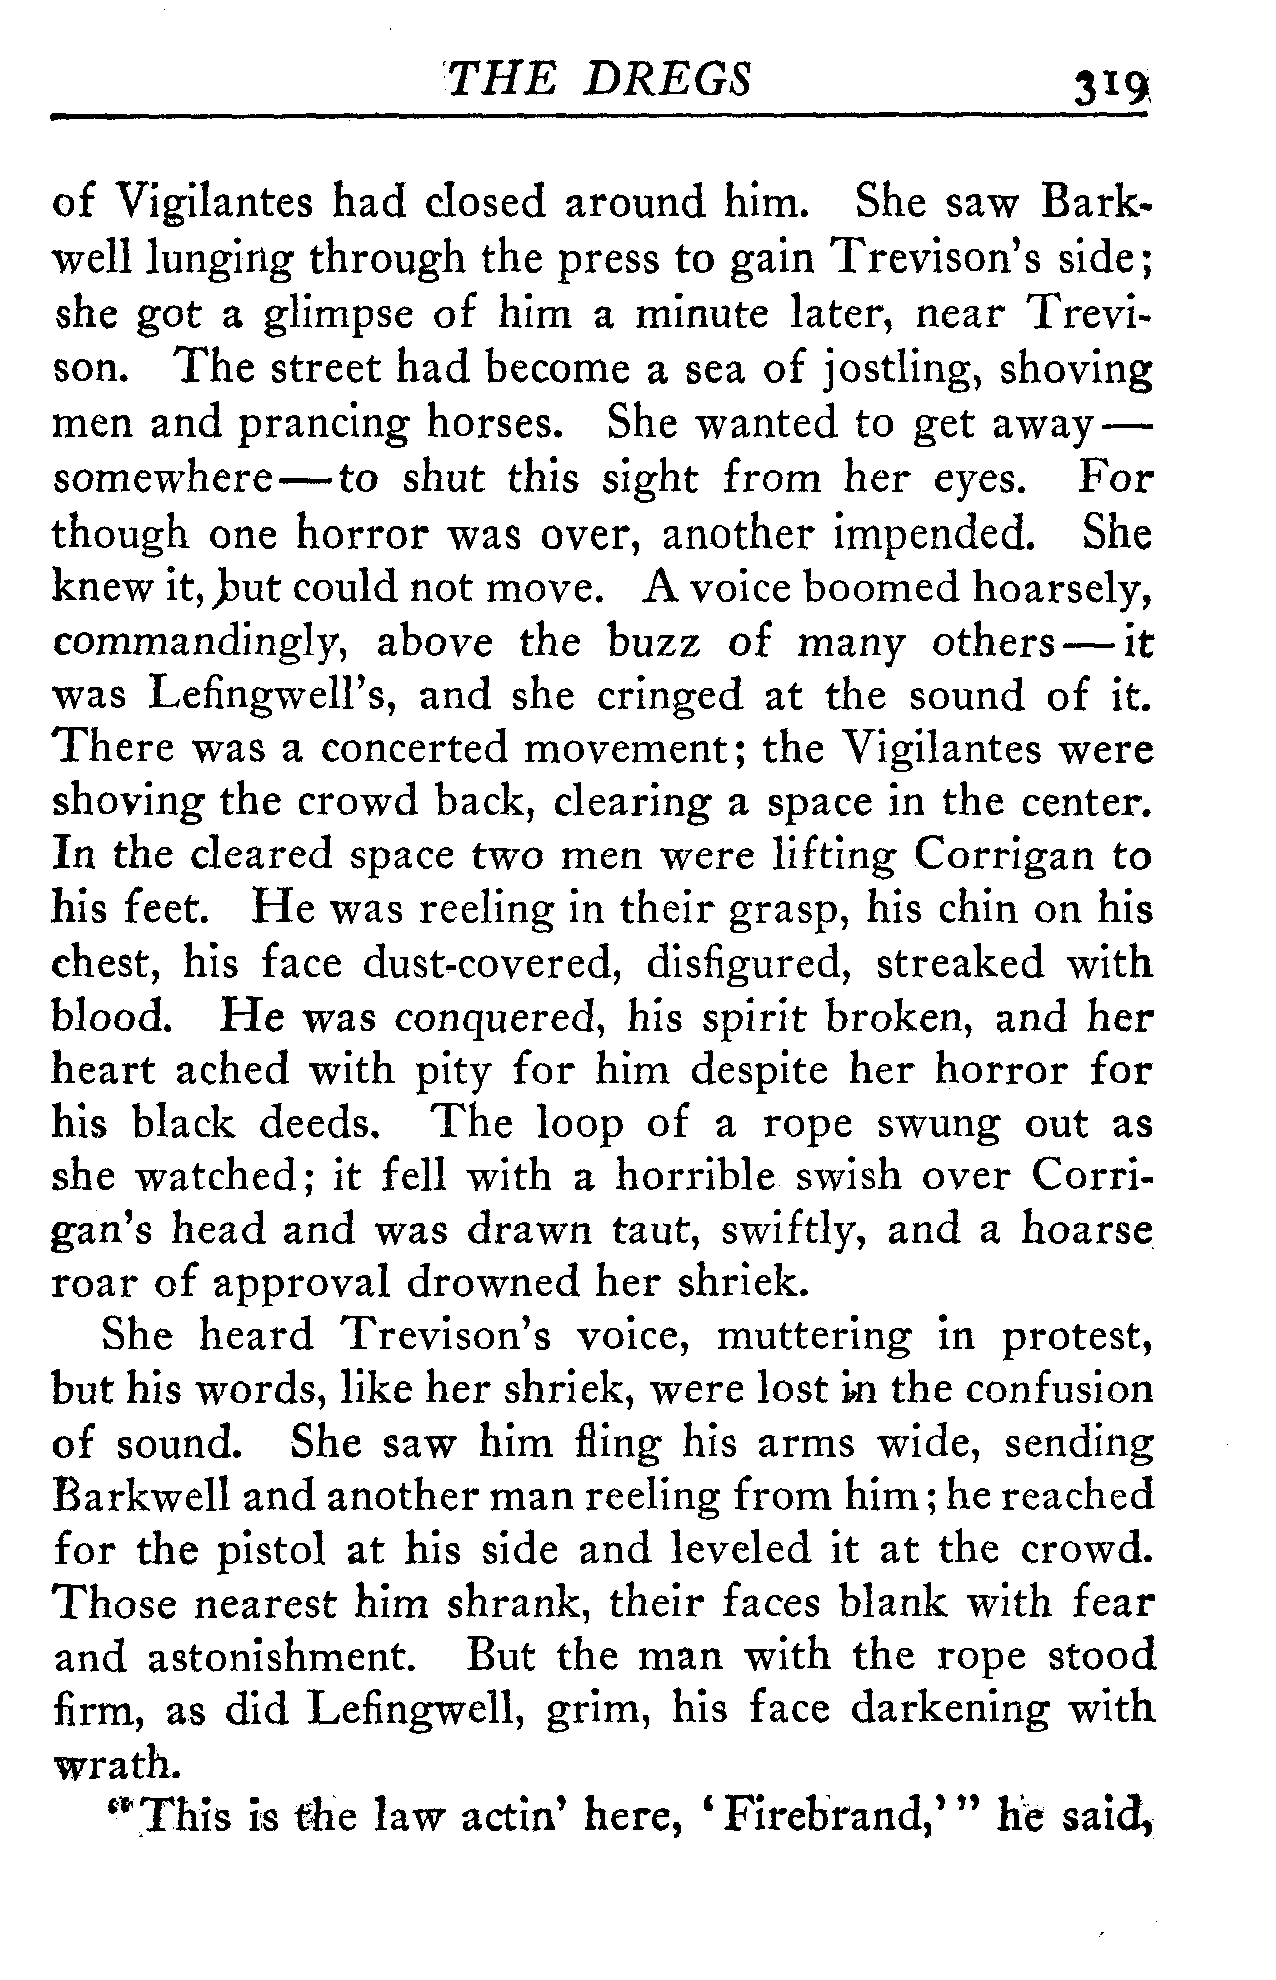 THE DREGS 319
of Vigilantes had closed around him. She saw Bark-
well lunging through the press to gain Trevison's side;
she got a glimpse of him a minute later, near Trevi-
son. The street had become a sea of jostling, shoving
men and prancing horses. She wanted to get away—
somewhere—to shut this sight from her eyes. For
though one horror was over, another impended. She
knew it, but could not move. A voice boomed hoarsely,
commandingly, above the buzz of many others—it
was Lefingwell's, and she cringed at the sound of it.
There was a concerted movement; the Vigilantes were
shoving the crowd back, clearing a space in the center.
In the cleared space two men were lifting Corrigan to
his feet. He was reeling in their grasp, his chin on his
chest, his face dust-covered, disfigured, streaked with
blood. He was conquered, his spirit broken, and her
heart ached with pity for him despite her horror for
his black deeds. The loop of a rope swung out as
she watched; it fell with a horrible swish over Corri-
gan's head and was drawn taut, swiftly, and a hoarse
roar of approval drowned her shriek.
She heard Trevison's voice, muttering in protest,
but his words, like her shriek, were lost in the confusion
of sound. She saw him fling his arms wide, sending
Barkwell and another man reeling from him; he reached
for the pistol at his side and leveled it at the crowd.
Those nearest him shrank, their faces blank with fear
and astonishment. But the man with the rope stood
firm, as did Lefingwell, grim, his face darkening with
wrath.
"This is the law actin' here, 'Firebrand,'" he said,